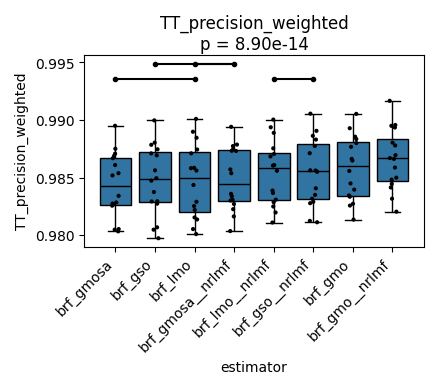 TT_precision_weighted
p = 8.90e-14
TT_precision_weighted
0.995
0.990
0.985
0.980
brf_gmosa
brf_gso
brf_lmo
brf_gmosa__nrlmf
brf_lmo__nrlmf
brf_gso__nrlmf
brf_gmo
brf_gmo__nrlmf
estimator